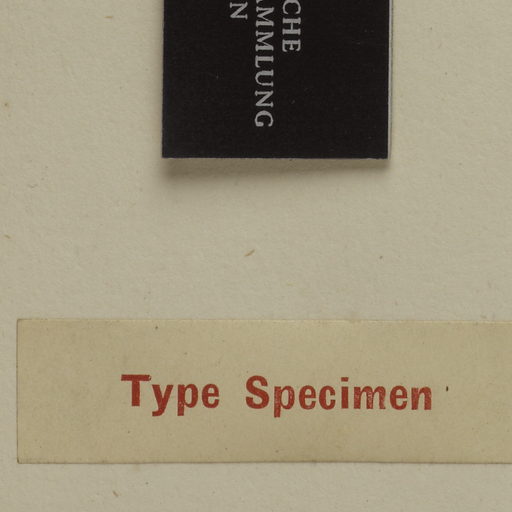 CHE
AMMLUNG
N
Type Specimen